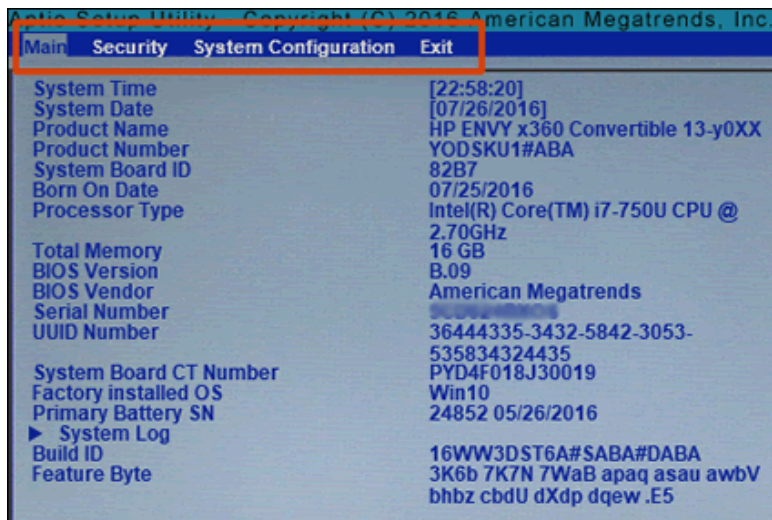 Aptio Setup Utility - Copyright (C) 2016 American Megatrends, Inc.
Main Security System Configuration Exit
System Time [22:58:20]
System Date [07/26/2016]
Product Name HP ENVY x360 Convertible 13-y0XX
Product Number YODSKU1#ABA
System Board ID 82B7
Born On Date 07/25/2016
Processor Type Intel(R) Core(TM) i7-750U CPU @
2.70GHz
Total Memory 16 GB
BIOS Version B.09
BIOS Vendor American Megatrends
Serial Number
UUID Number 36444335-3432-5842-3053-
535834324435
System Board CT Number PYD4F018J30019
Factory installed OS Win10
Primary Battery SN 24852 05/26/2016
▶ System Log
Build ID 16WW3DST6A#SABA#DABA
Feature Byte 3K6b 7K7N 7WaB apaq asau awbV
bhbz cbdU dXdp dqew .E5